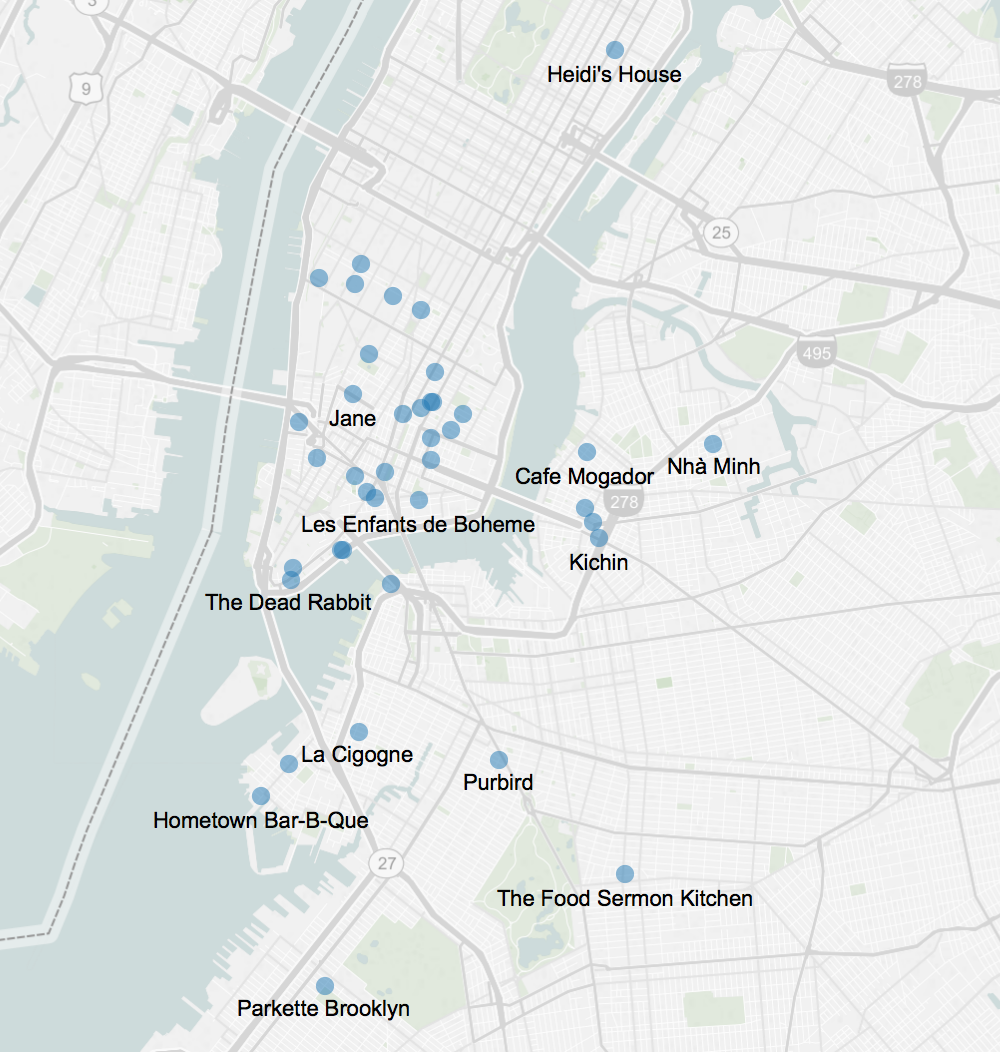 3
Heidi's House
9
278
25
495
Jane
Cafe Mogador
Nhà Minh
278
Les Enfants de Boheme
Kichin
The Dead Rabbit
La Cigogne
Purbird
Hometown Bar-B-Que
27
The Food Sermon Kitchen
Parkette Brooklyn